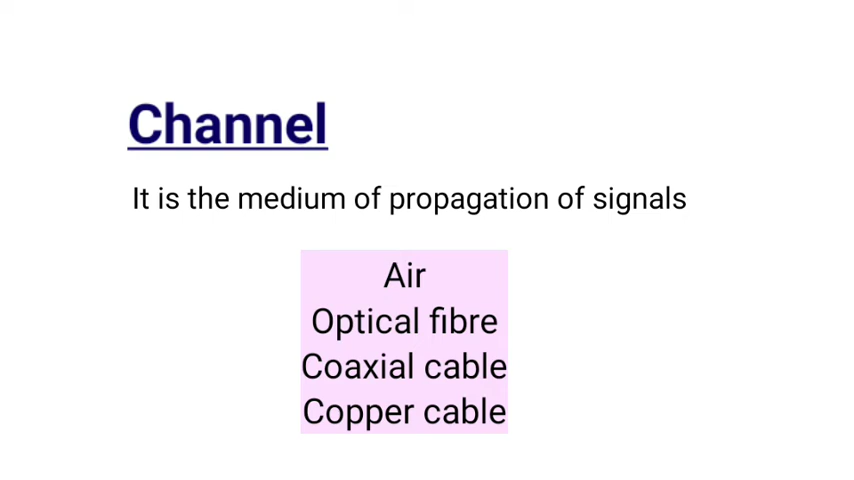 Channel
It is the medium of propagation of signals
Air
Optical fibre
Coaxial cable
Copper cable